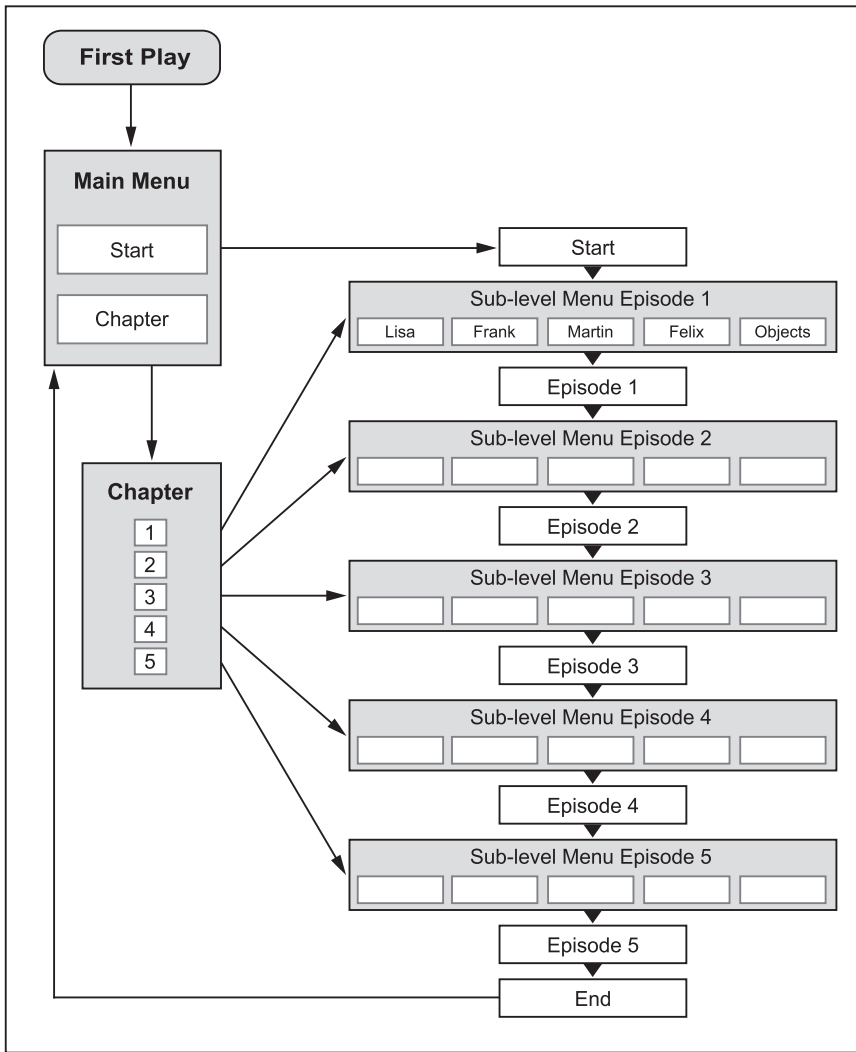 First Play
Main Menu
Start
Chapter
Chapter
1
2
3
4
5
Start
Sub-level Menu Episode 1
Lisa Frank Martin Felix Objects
Episode 1
Sub-level Menu Episode 2
Episode 2
Sub-level Menu Episode 3
Episode 3
Sub-level Menu Episode 4
Episode 4
Sub-level Menu Episode 5
Episode 5
End